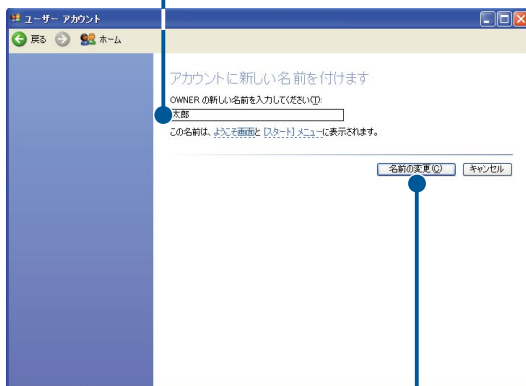 ユーザー アカウント
戻る ホーム
アカウントに新しい名前を付けます
OWNER の新しい名前を入力してください(T):
太郎
この名前は、ようこそ画面と [スタート] メニューに表示されます。
名前の変更(C) キャンセル